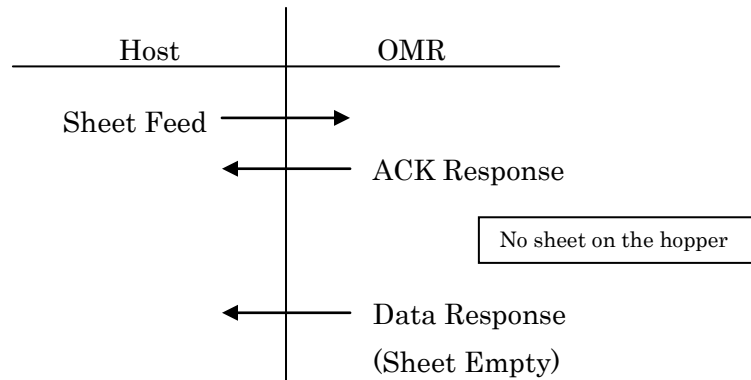 Host OMR
Sheet Feed
ACK Response
No sheet on the hopper
Data Response
(Sheet Empty)